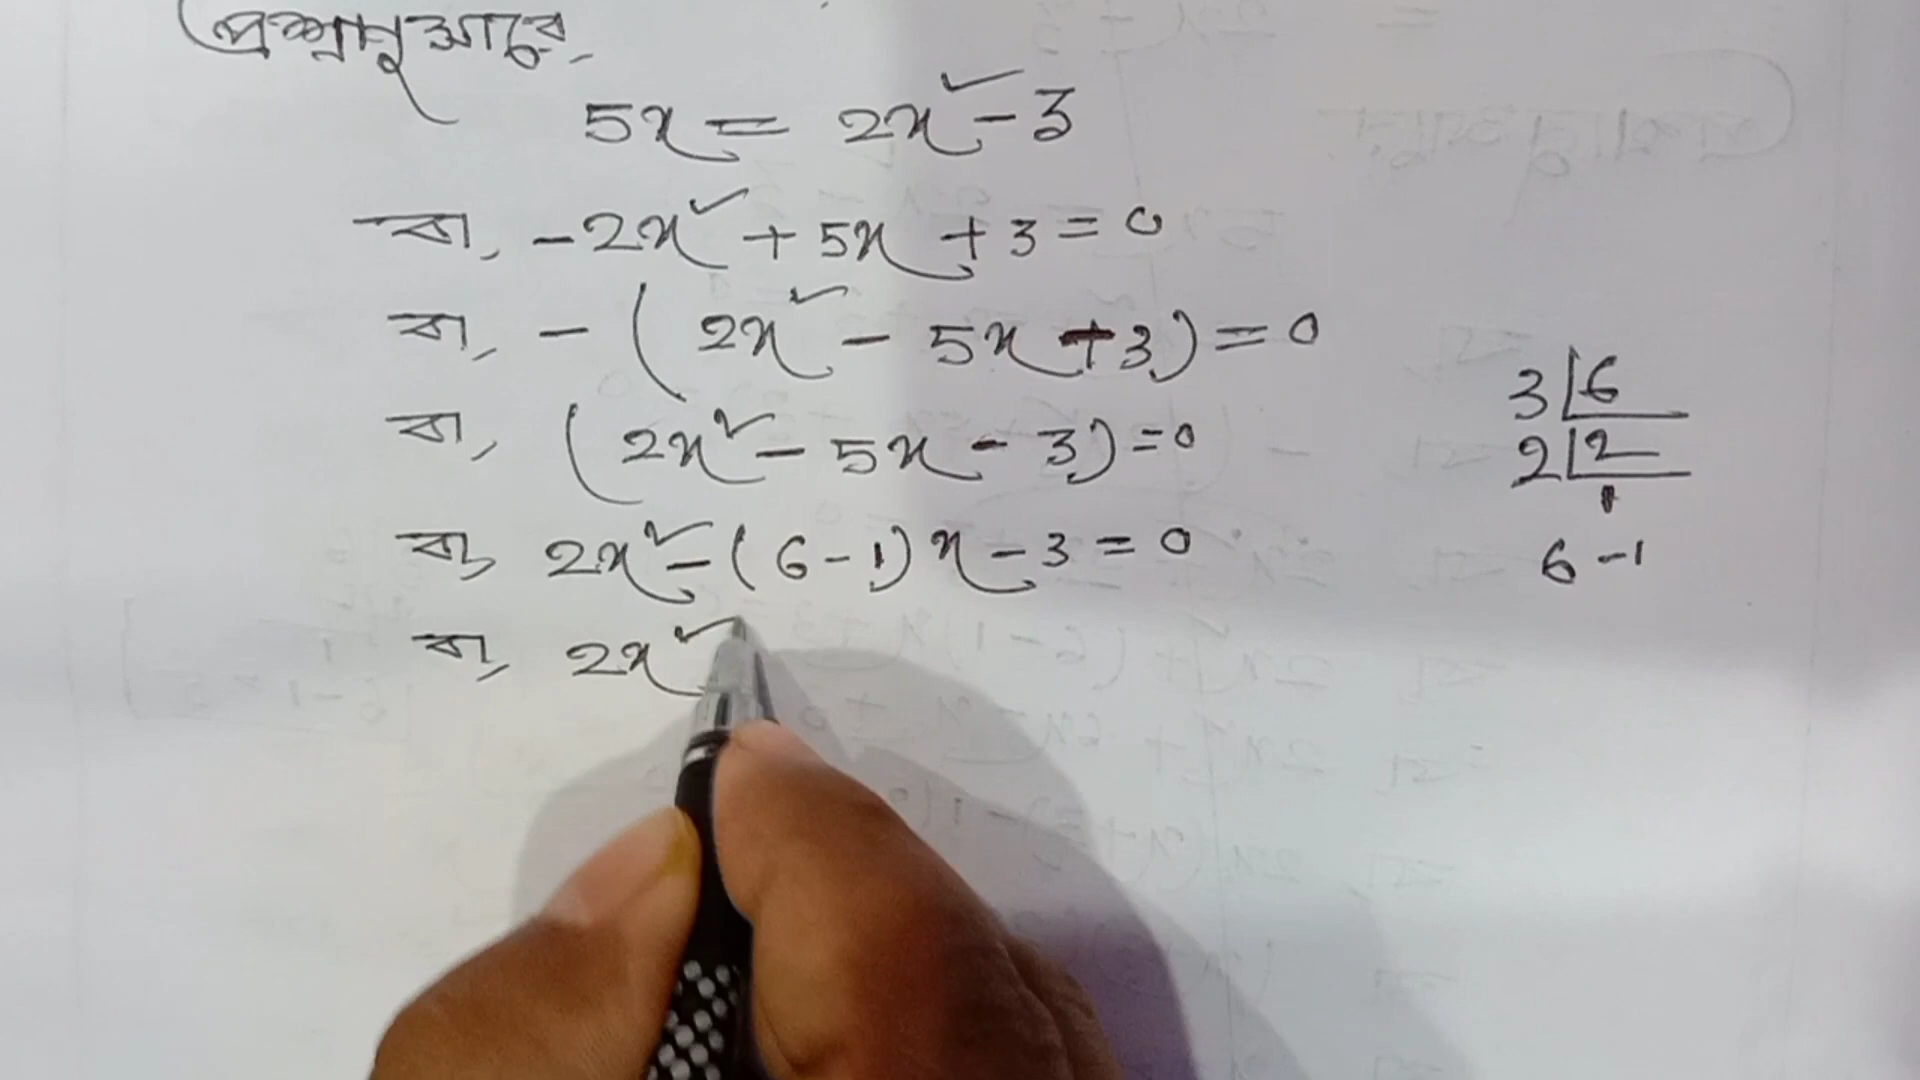 প্রশ্নানুসারে,
5x = 2x² - 3
বা, -2x² + 5x + 3 = 0
বা, - (2x² - 5x + 3) = 0
বা, (2x² - 5x - 3) = 0
বা, 2x² - (6 - 1) x - 3 = 0
বা, 2x²
3 | 6
2 | 2
1
6 - 1